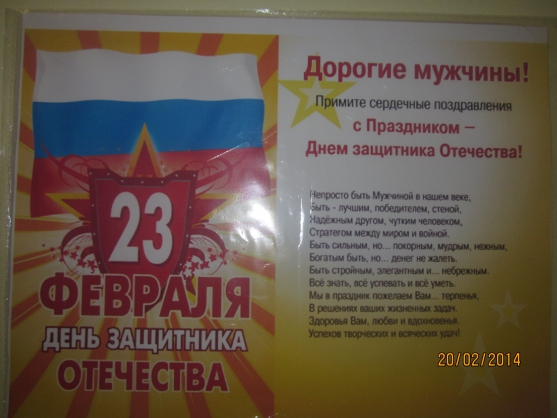 23
ФЕВРАЛЯ
ДЕНЬ ЗАЩИТНИКА
ОТЕЧЕСТВА
Дорогие мужчины!
Примите сердечные поздравления
с Праздником –
Днем защитника Отечества!
Непросто быть Мужчиной в нашем веке,
Быть - лучшим, победителем, стеной,
Надёжным другом, чутким человеком,
Стратегом между миром и войной.
Быть сильным, но... покорным, мудрым, нежным,
Богатым быть, но... денег не жалеть.
Быть стройным, элегантным и... небрежным.
Всё знать, всё успевать и всё уметь.
Мы в праздник пожелаем Вам... терпенья,
В решениях ваших жизненных задач.
Здоровья Вам, любви и вдохновенья.
Успехов творческих и всяческих удач!
20/02/2014